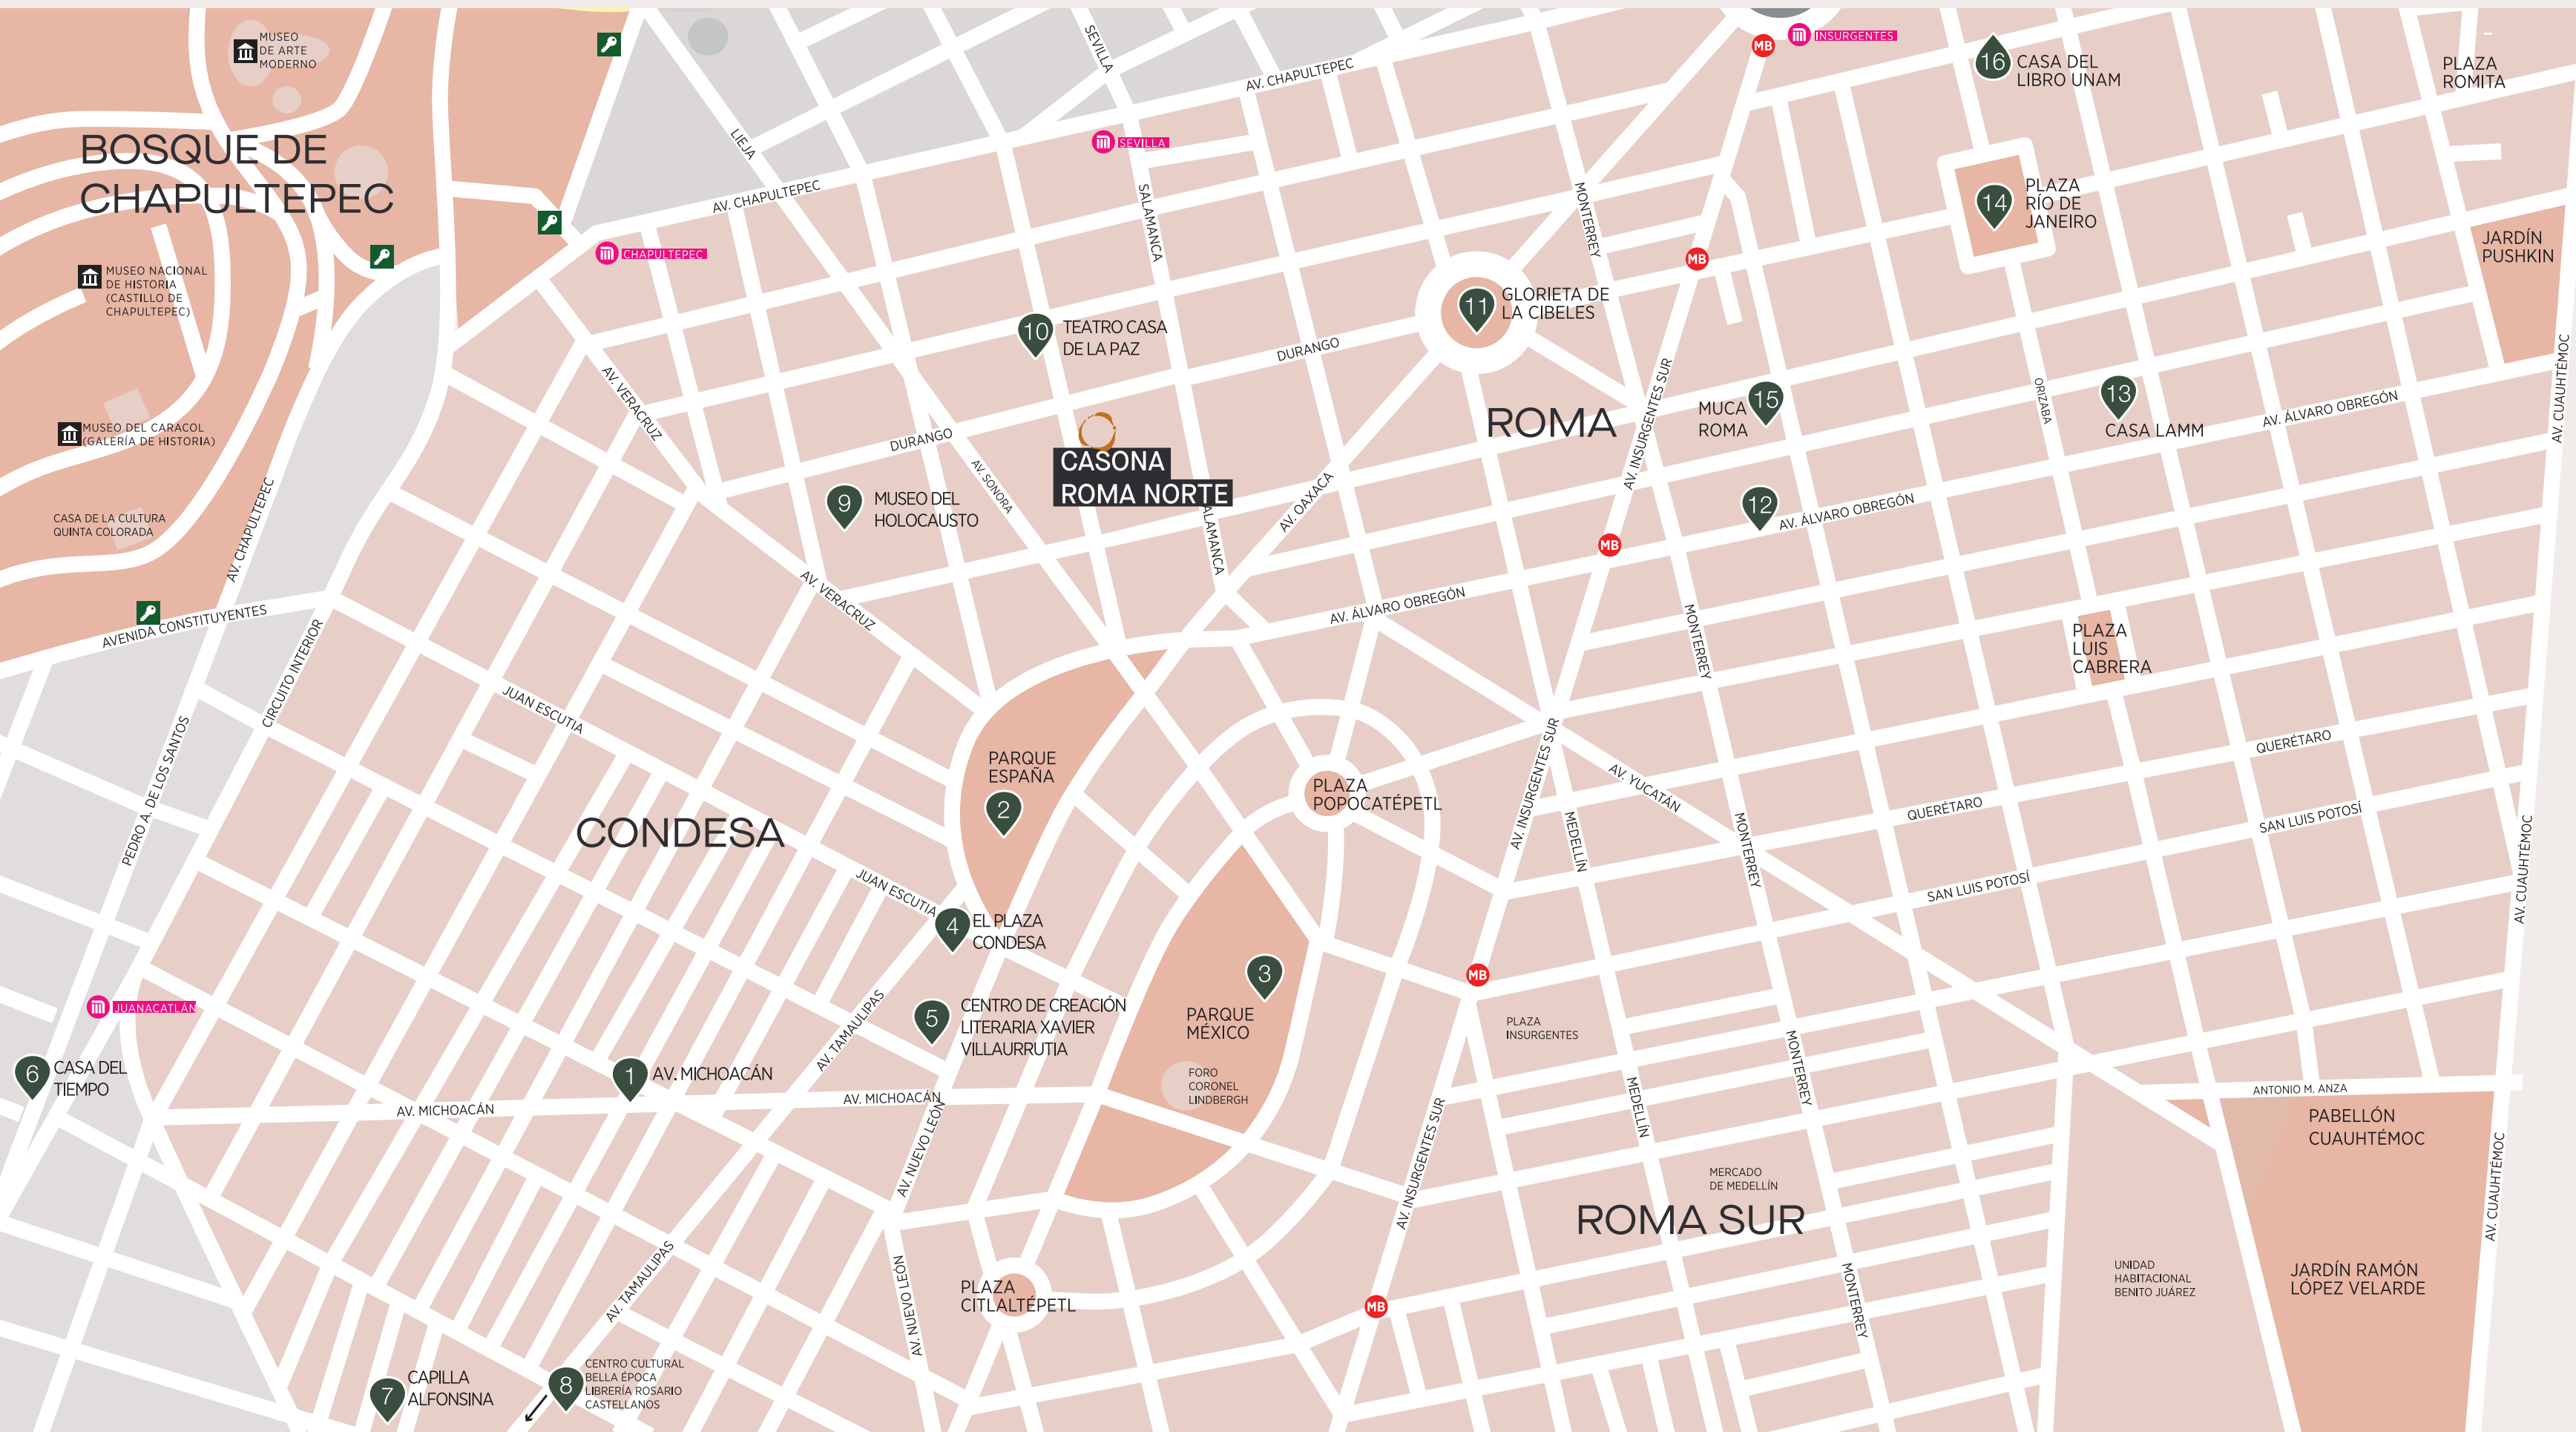 MUSEO
DE ARTE
MODERNO
BOSQUE DE
CHAPULTEPEC
MUSEO NACIONAL
DE HISTORIA
(CASTILLO DE
CHAPULTEPEC)
MUSEO DEL CARACOL
(GALERÍA DE HISTORIA)
CASA DE LA CULTURA
QUINTA COLORADA
AV. CHAPULTEPEC
AVENIDA CONSTITUYENTES
CIRCUITO INTERIOR
PEDRO A. DE LOS SANTOS
CHAPULTEPEC
LIEJA
AV. CHAPULTEPEC
SEVILLA
AV. CHAPULTEPEC
SEVILLA
SALAMANCA
MB
INSURGENTES
16
CASA DEL
LIBRO UNAM
PLAZA
ROMITA
14
PLAZA
RÍO DE
JANEIRO
JARDÍN
PUSHKIN
MONTERREY
MB
11
GLORIETA DE
LA CIBELES
10
TEATRO CASA
DE LA PAZ
DURANGO
DURANGO
AV. VERACRUZ
AV. SONORA
CASONA
ROMA NORTE
ALAMANCA
AV. OAXACA
9
MUSEO DEL
HOLOCAUSTO
AV. VERACRUZ
ROMA
AV. INSURGENTES SUR
MUCA
ROMA
15
12
AV. ÁLVARO OBREGÓN
ORIZABA
13
CASA LAMM
AV. ÁLVARO OBREGÓN
AV. CUAUHTÉMOC
MB
AV. ÁLVARO OBREGÓN
MONTERREY
PLAZA
LUIS
CABRERA
JUAN ESCUTIA
CONDESA
JUAN ESCUTIA
PARQUE
ESPAÑA
2
PLAZA
POPOCATÉPETL
AV. INSURGENTES SUR
AV. YUCATÁN
MEDELLÍN
MONTERREY
QUERÉTARO
QUERÉTARO
SAN LUIS POTOSÍ
SAN LUIS POTOSÍ
AV. CUAUHTÉMOC
4
EL PLAZA
CONDESA
5
CENTRO DE CREACIÓN
LITERARIA XAVIER
VILLAURRUTIA
3
PARQUE
MÉXICO
FORO
CORONEL
LINDBERGH
MB
PLAZA
INSURGENTES
JUANACATLÁN
6
CASA DEL
TIEMPO
1
AV. MICHOACÁN
AV. TAMAULIPAS
AV. MICHOACÁN
AV. MICHOACÁN
AV. NUEVO LEÓN
AV. INSURGENTES SUR
MEDELLÍN
MONTERREY
ANTONIO M. ANZA
PABELLÓN
CUAUHTÉMOC
AV. CUAUHTÉMOC
MERCADO
DE MEDELLÍN
ROMA SUR
AV. TAMAULIPAS
AV. NUEVO LEÓN
PLAZA
CITLALTÉPETL
MB
MONTERREY
UNIDAD
HABITACIONAL
BENITO JUÁREZ
JARDÍN RAMÓN
LÓPEZ VELARDE
7
CAPILLA
ALFONSINA
8
CENTRO CULTURAL
BELLA ÉPOCA
LIBRERÍA ROSARIO
CASTELLANOS